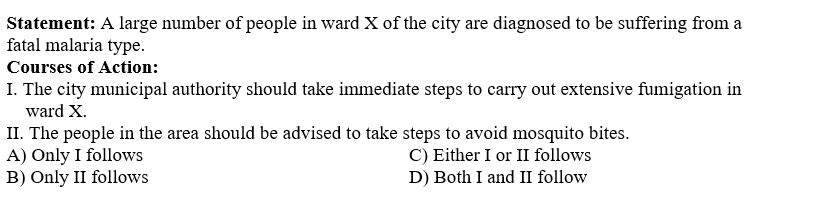 Statement: A large number of people in ward X of the city are diagnosed to be suffering from a
fatal malaria type.
Courses of Action:
I. The city municipal authority should take immediate steps to carry out extensive fumigation in
ward X.
II. The people in the area should be advised to take steps to avoid mosquito bites.
A) Only I follows C) Either I or II follows
B) Only II follows D) Both I and II follow